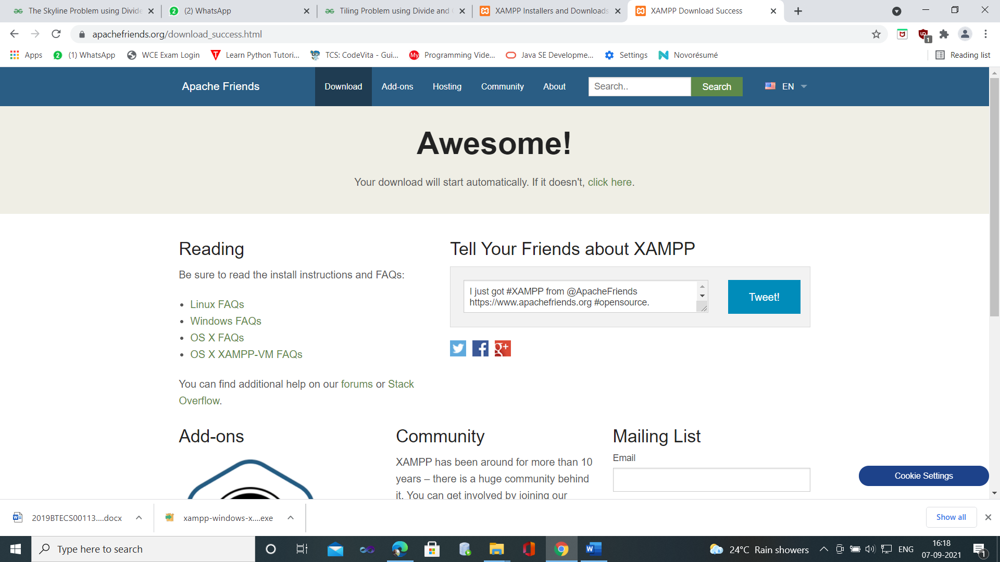 The Skyline Problem using Divide
(2) WhatsApp
Tiling Problem using Divide and C
XAMPP Installers and Downloads
XAMPP Download Success
apachefriends.org/download_success.html
1
Apps
(1) WhatsApp
WCE Exam Login
Learn Python Tutori...
TCS: CodeVita - Gui...
Programming Vide...
Java SE Developme...
Settings
Novorésumé
Reading list
Apache Friends
Download
Add-ons
Hosting
Community
About
Search..
Search
EN
Awesome!
Your download will start automatically. If it doesn't, click here.
Reading
Be sure to read the install instructions and FAQs:
Linux FAQs
Windows FAQs
OS X FAQs
OS X XAMPP-VM FAQs
You can find additional help on our forums or Stack
Overflow.
Tell Your Friends about XAMPP
I just got #XAMPP from @ApacheFriends
https://www.apachefriends.org #opensource.
Tweet!
Add-ons
Community
XAMPP has been around for more than 10
years – there is a huge community behind
it. You can get involved by joining our
Mailing List
Email
Cookie Settings
2019BTECS00113....docx
xampp-windows-x....exe
Show all
Type here to search
24°C Rain showers
ENG
16:18
07-09-2021
1